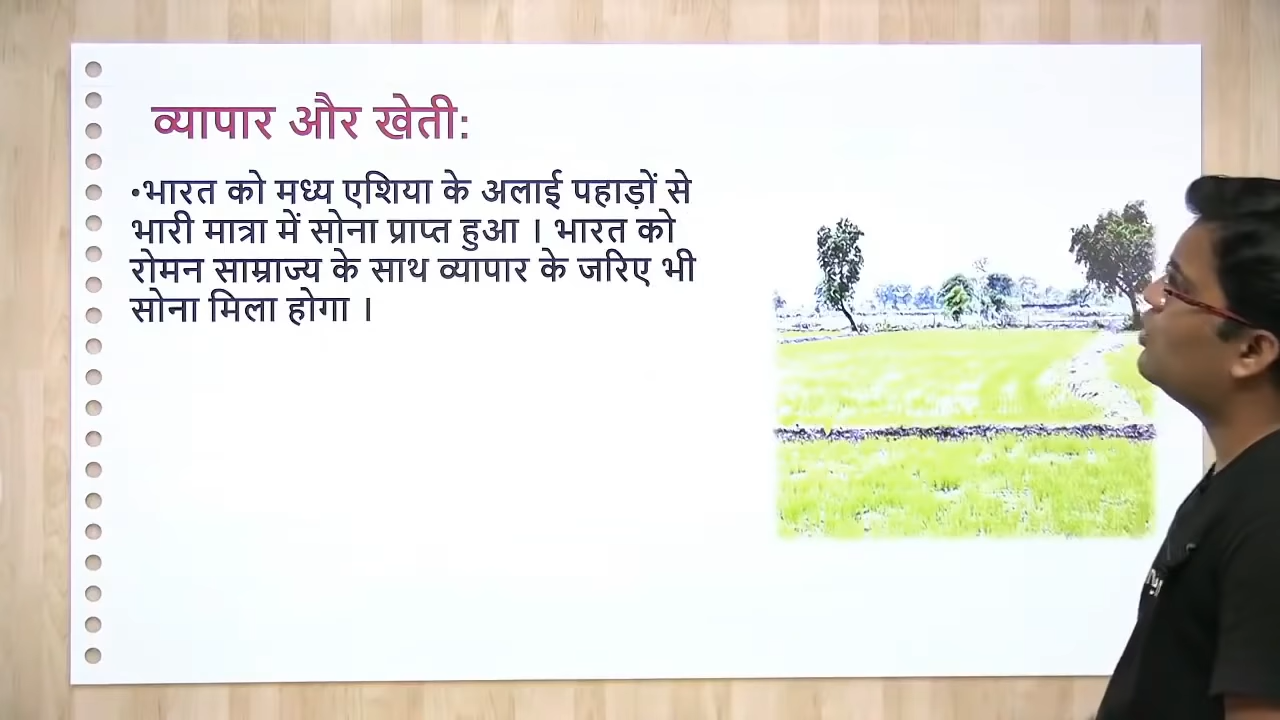 व्यापार और खेती:
•भारत को मध्य एशिया के अलाई पहाड़ों से
भारी मात्रा में सोना प्राप्त हुआ । भारत को
रोमन साम्राज्य के साथ व्यापार के जरिए भी
सोना मिला होगा ।